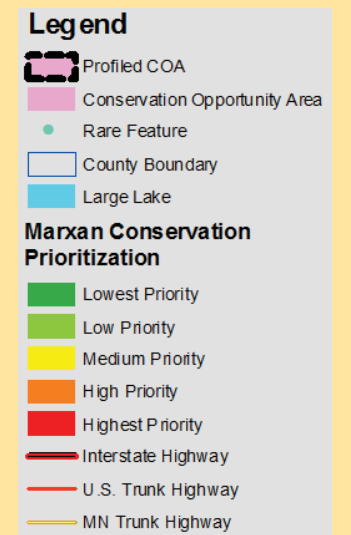 Legend
Profiled COA
Conservation Opportunity Area
Rare Feature
County Boundary
Large Lake
Marxan Conservation
Prioritization
Lowest Priority
Low Priority
Medium Priority
High Priority
Highest Priority
Interstate Highway
U.S. Trunk Highway
MN Trunk Highway